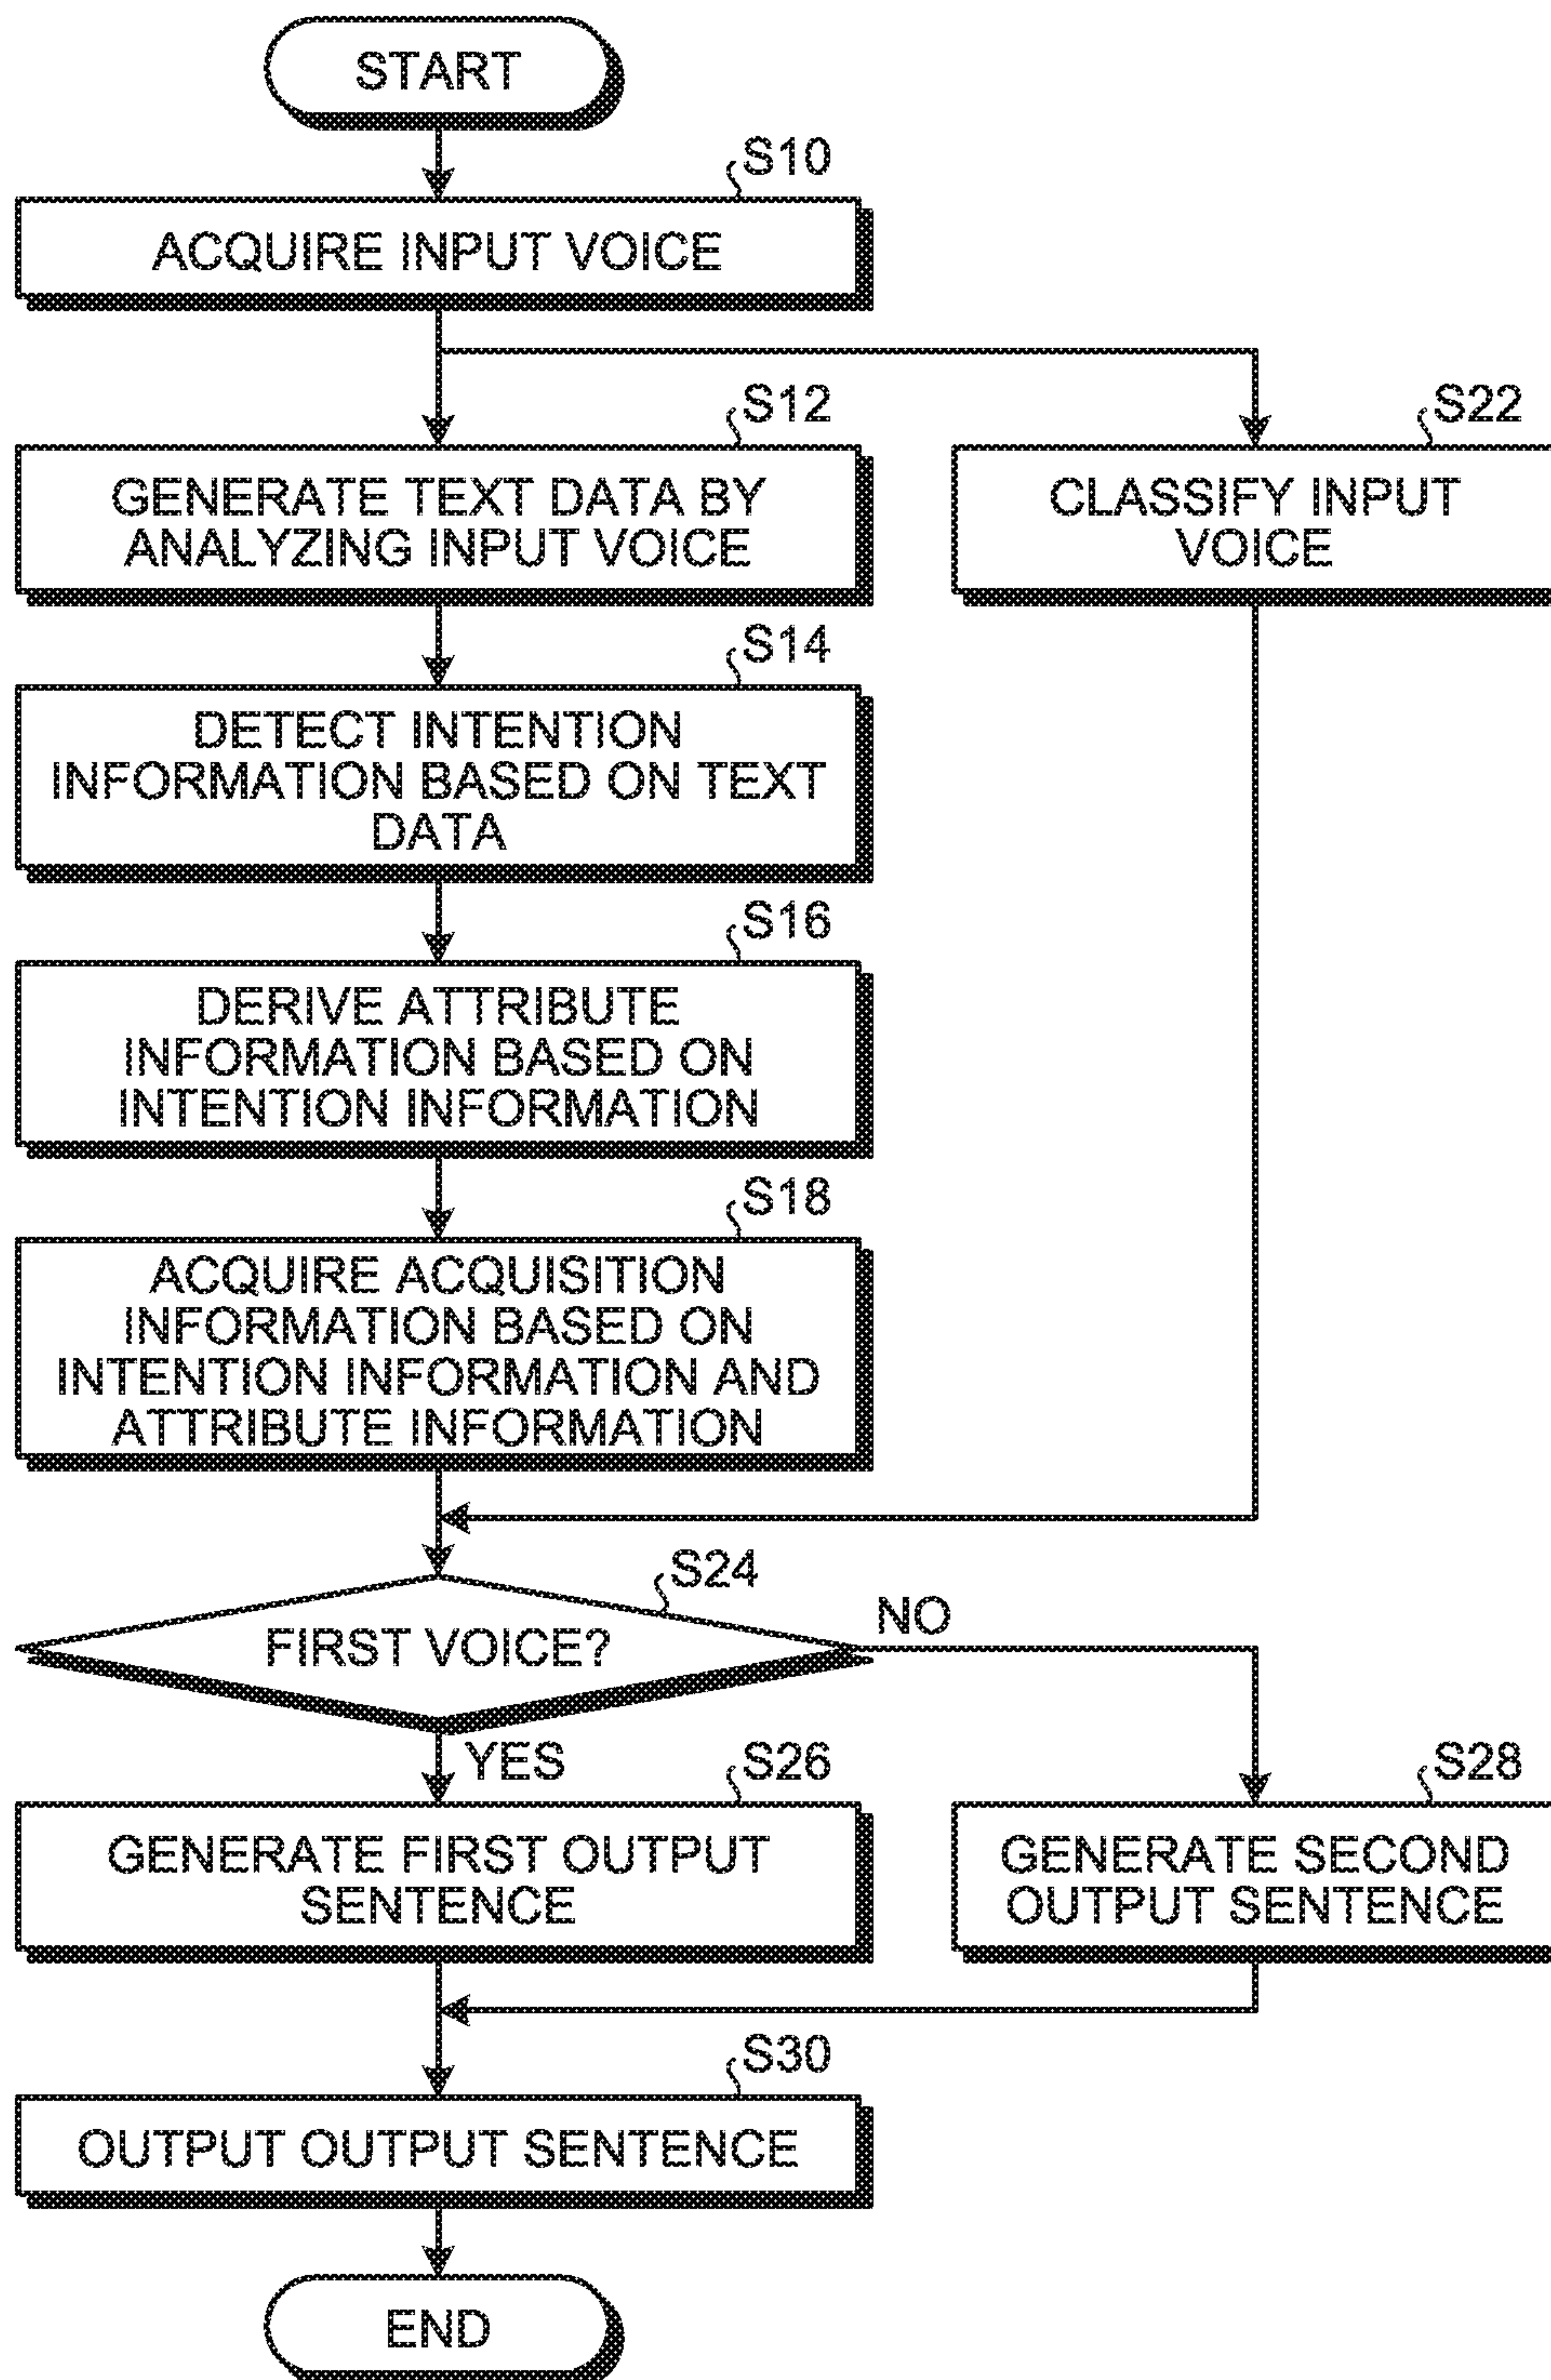 START
S10
ACQUIRE INPUT VOICE
S12
GENERATE TEXT DATA BY
ANALYZING INPUT VOICE
S22
CLASSIFY INPUT
VOICE
S14
DETECT INTENTION
INFORMATION BASED ON TEXT
DATA
S16
DERIVE ATTRIBUTE
INFORMATION BASED ON
INTENTION INFORMATION
S18
ACQUIRE ACQUISITION
INFORMATION BASED ON
INTENTION INFORMATION AND
ATTRIBUTE INFORMATION
S24
FIRST VOICE?
NO
YES
S26
GENERATE FIRST OUTPUT
SENTENCE
S28
GENERATE SECOND
OUTPUT SENTENCE
S30
OUTPUT OUTPUT SENTENCE
END